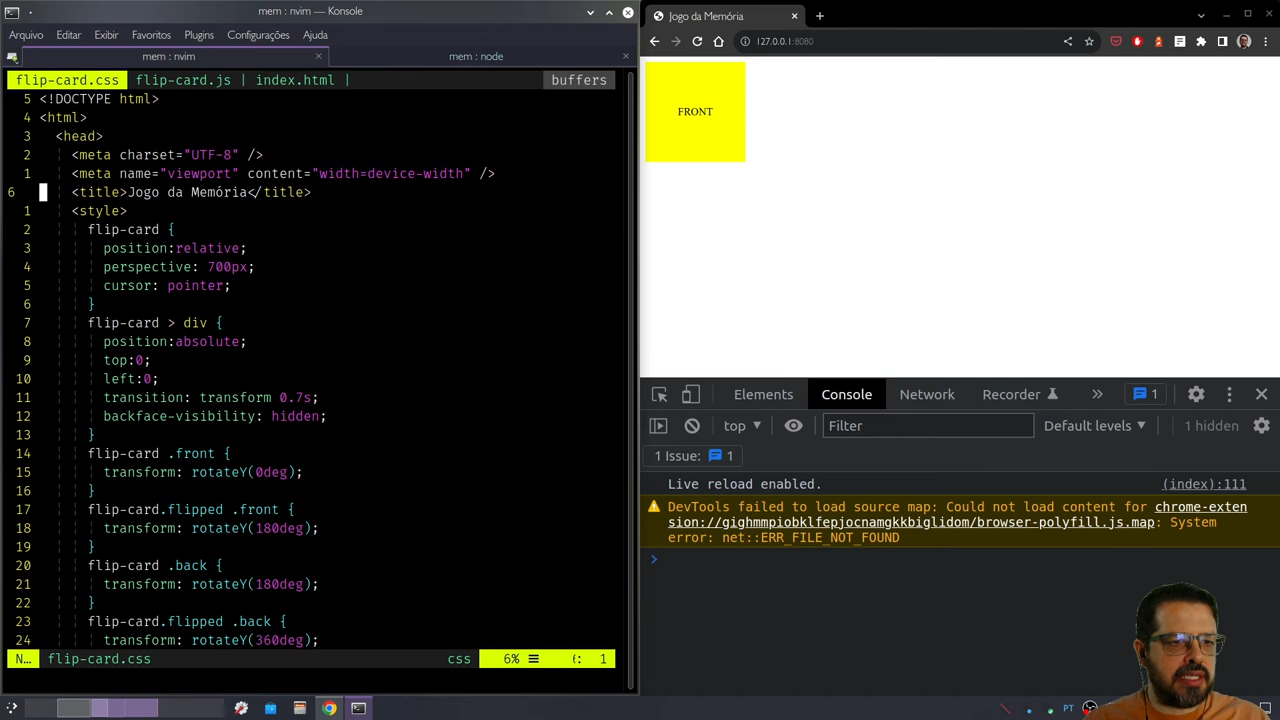 mem : nvim — Konsole
Arquivo Editar Exibir Favoritos Plugins Configurações Ajuda
mem : nvim
mem : node
flip-card.css flip-card.js | index.html | buffers
5 <!DOCTYPE html>
4 <html>
3 <head>
2 <meta charset="UTF-8" />
1 <meta name="viewport" content="width=device-width" />
6 <title>Jogo da Memória</title>
1 <style>
2 flip-card {
3 position:relative;
4 perspective: 700px;
5 cursor: pointer;
6 }
7 flip-card > div {
8 position:absolute;
9 top:0;
10 left:0;
11 transition: transform 0.7s;
12 backface-visibility: hidden;
13 }
14 flip-card .front {
15 transform: rotateY(0deg);
16 }
17 flip-card.flipped .front {
18 transform: rotateY(180deg);
19 }
20 flip-card .back {
21 transform: rotateY(180deg);
22 }
23 flip-card.flipped .back {
24 transform: rotateY(360deg);
N… flip-card.css css 6% ☰ 1
Jogo da Memória
127.0.0.1:8080
FRONT
Elements Console Network Recorder » 1
top ▼ Filter Default levels ▼ 1 hidden
1 Issue: 1
Live reload enabled. (index):111
DevTools failed to load source map: Could not load content for chrome-exten
sion://gighmmpiobklfepjocnamgkkbiglidom/browser-polyfill.js.map: System
error: net::ERR_FILE_NOT_FOUND
PT